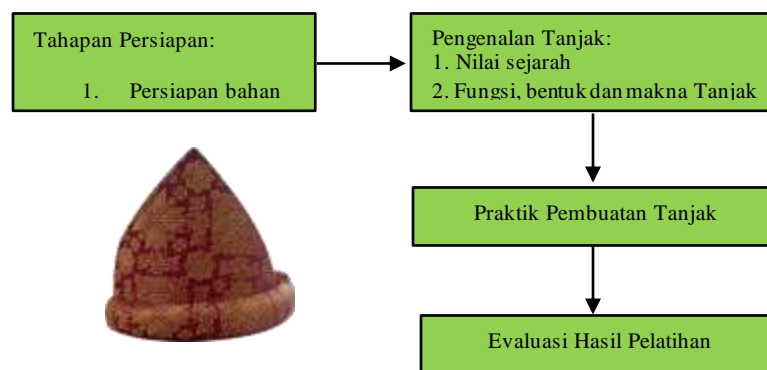 Tahapan Persiapan:
1. Persiapan bahan
Pengenalan Tanjak:
1. Nilai sejarah
2. Fungsi, bentuk dan makna Tanjak
Praktik Pembuatan Tanjak
Evaluasi Hasil Pelatihan